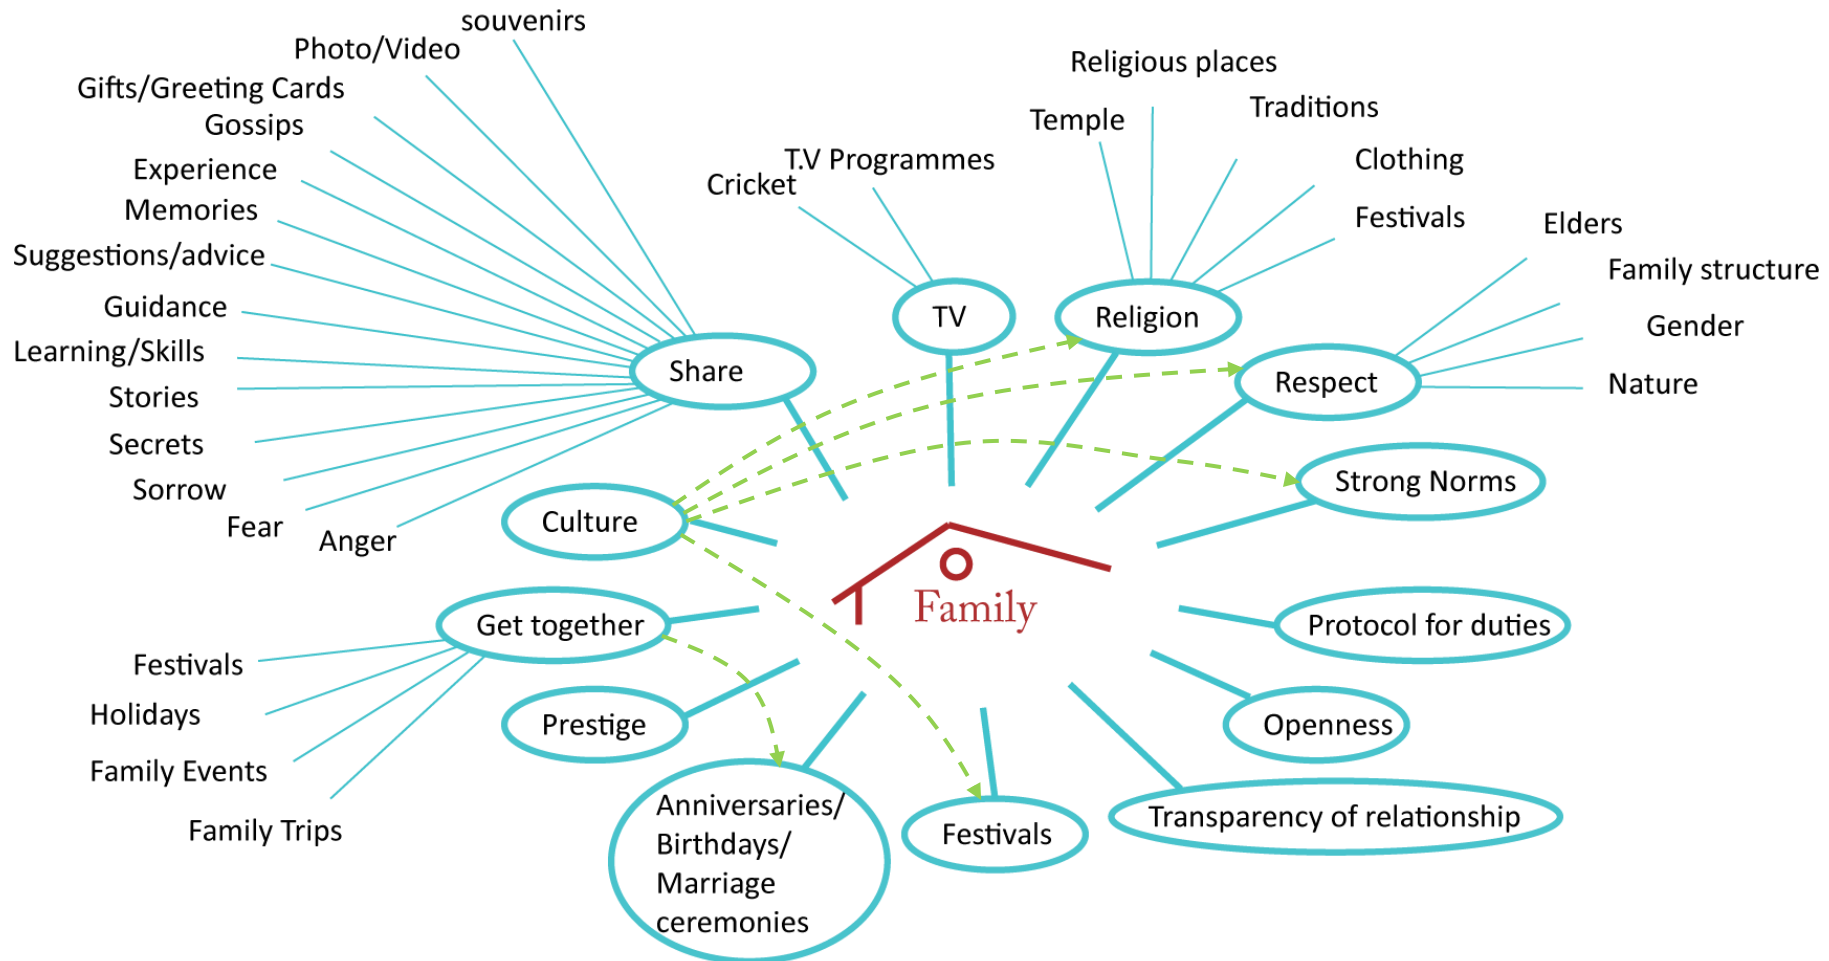 souvenirs
Photo/Video
Gifts/Greeting Cards
Gossips
Experience
Memories
Suggestions/advice
Guidance
Learning/Skills
Stories
Secrets
Sorrow
Fear
Anger
Share
Cricket
T.V Programmes
TV
Temple
Religious places
Traditions
Clothing
Festivals
Religion
Elders
Family structure
Gender
Nature
Respect
Strong Norms
Culture
Family
Get together
Festivals
Holidays
Family Events
Family Trips
Protocol for duties
Prestige
Openness
Anniversaries/
Birthdays/
Marriage
ceremonies
Festivals
Transparency of relationship